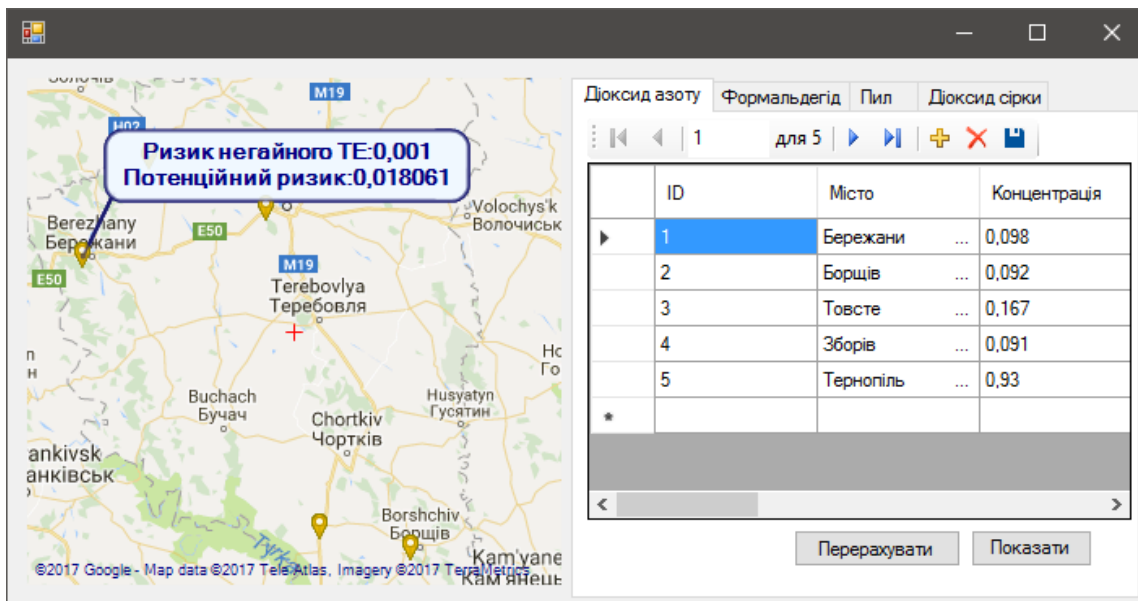 Золочів
M19
H02
Ризик негайного ТЕ:0,001
Потенційний ризик:0,018061
Volochys'k
Волочиськ
Berezhany
Бережани
E50
E50
M19
Terebovlya
Теребовля
Но
Го
n
н
Buchach
Бучач
Husyatyn
Гусятин
Chortkiv
Чортків
ankivsk
анківськ
Borshchiv
Борщів
Kam'yane
Кам'янець
©2017 Google - Map data ©2017 Tele Atlas, Imagery ©2017 TerraMetrics
Діоксид азоту Формальдегід Пил Діоксид сірки
1 для 5
ID Місто Концентрація
1 Бережани ... 0,098
2 Борщів ... 0,092
3 Товсте ... 0,167
4 Зборів ... 0,091
5 Тернопіль ... 0,93
Перерахувати Показати